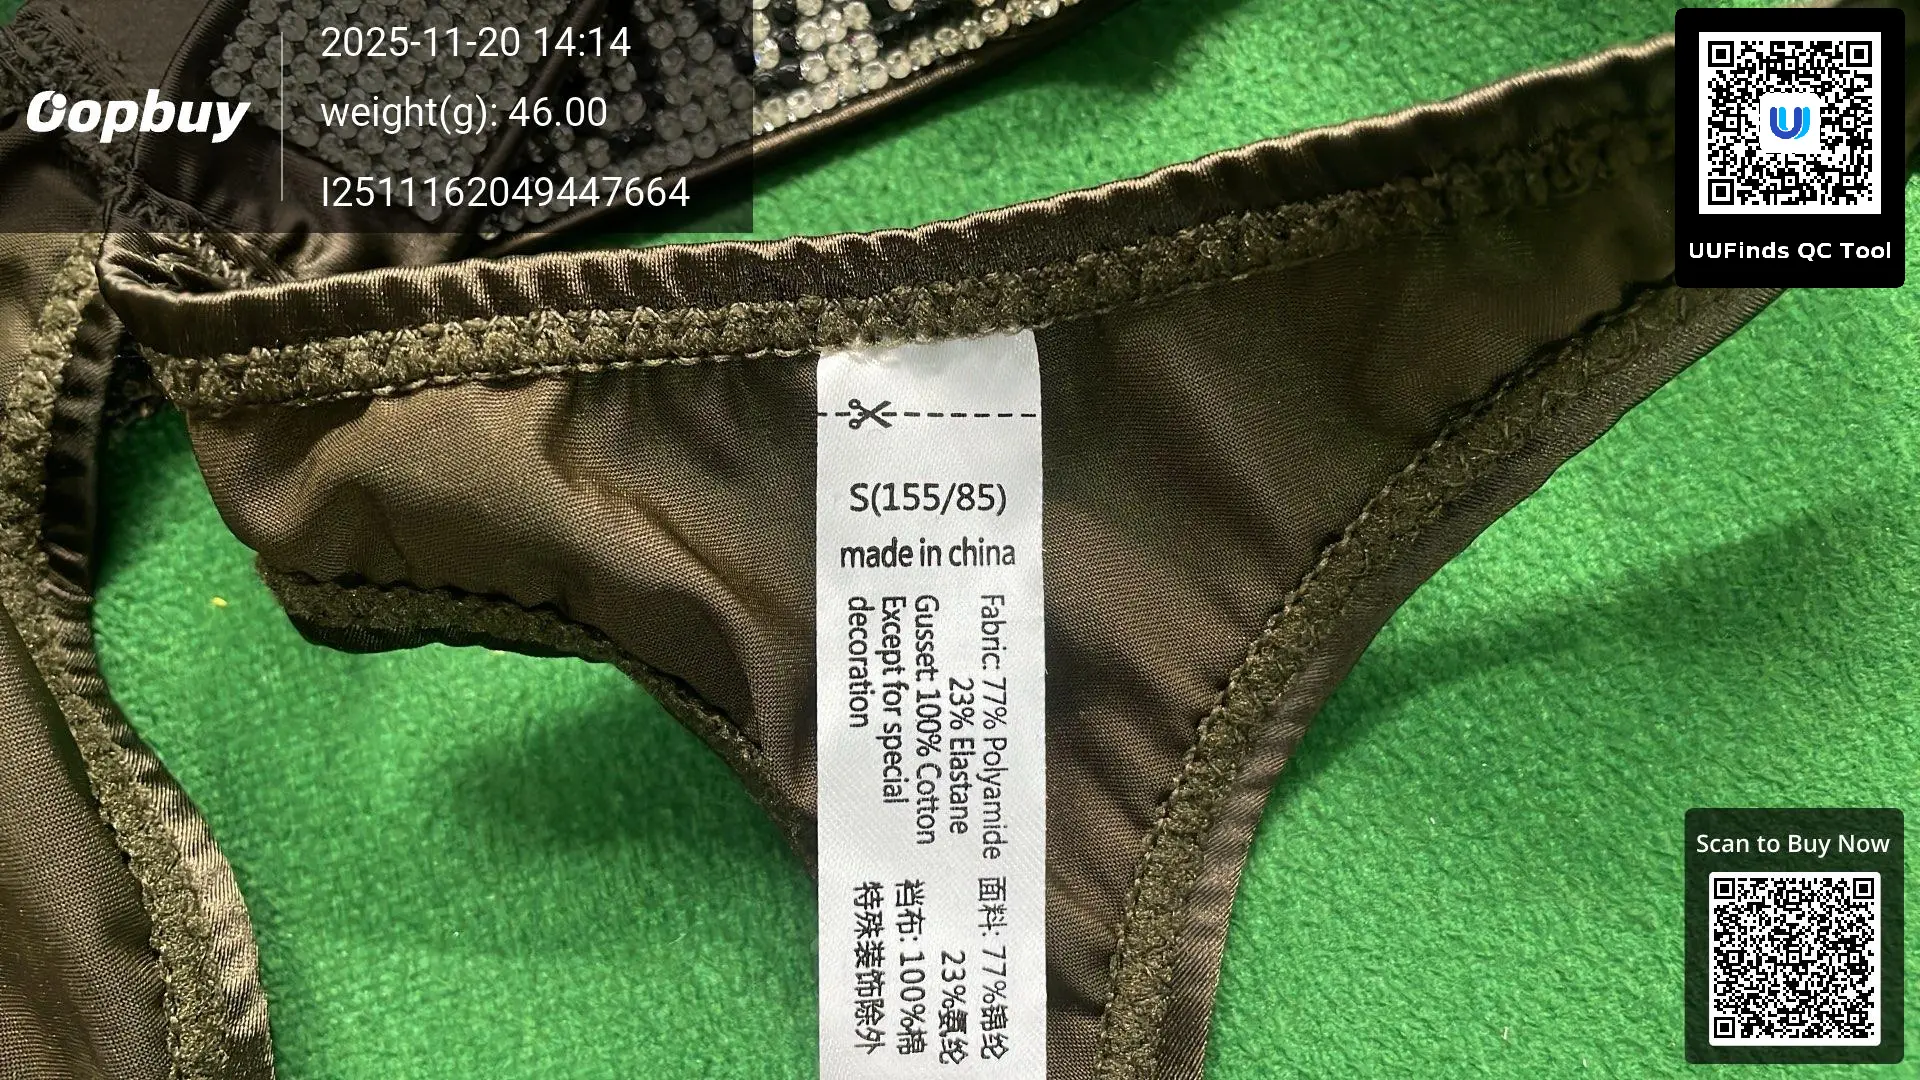 Oopbuy
2025-11-20 14:14
weight(g): 46.00
I2511162049447664
UUFinds QC Tool
S(155/85)
made in china
Fabric: 77% Polyamide
23% Elastane
Gusset: 100% Cotton
Except for special
decoration
面料: 77%锦纶
23%氨纶
裆布: 100%棉
特殊装饰除外
Scan to Buy Now